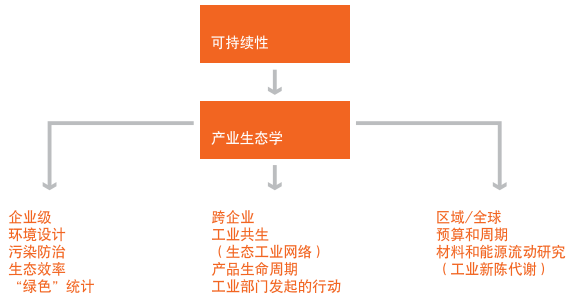 可持续性
产业生态学
企业级
环境设计
污染防治
生态效率
“绿色”统计
跨企业
工业共生
（生态工业网络）
产品生命周期
工业部门发起的行动
区域/全球
预算和周期
材料和能源流动研究
（工业新陈代谢）